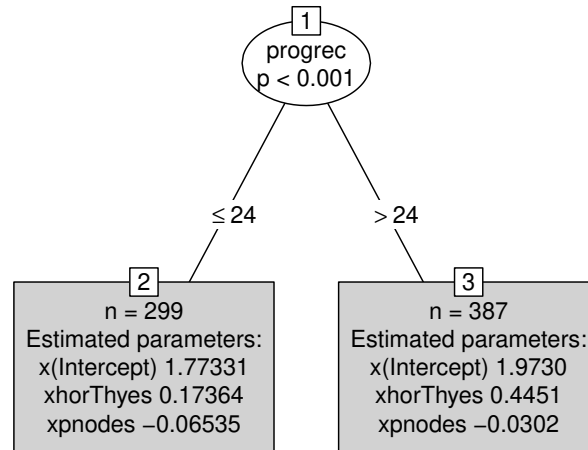 1
progrec
p < 0.001
≤ 24
> 24
2
n = 299
Estimated parameters:
x(Intercept) 1.77331
xhorThyes 0.17364
xpnodes −0.06535
3
n = 387
Estimated parameters:
x(Intercept) 1.9730
xhorThyes 0.4451
xpnodes −0.0302